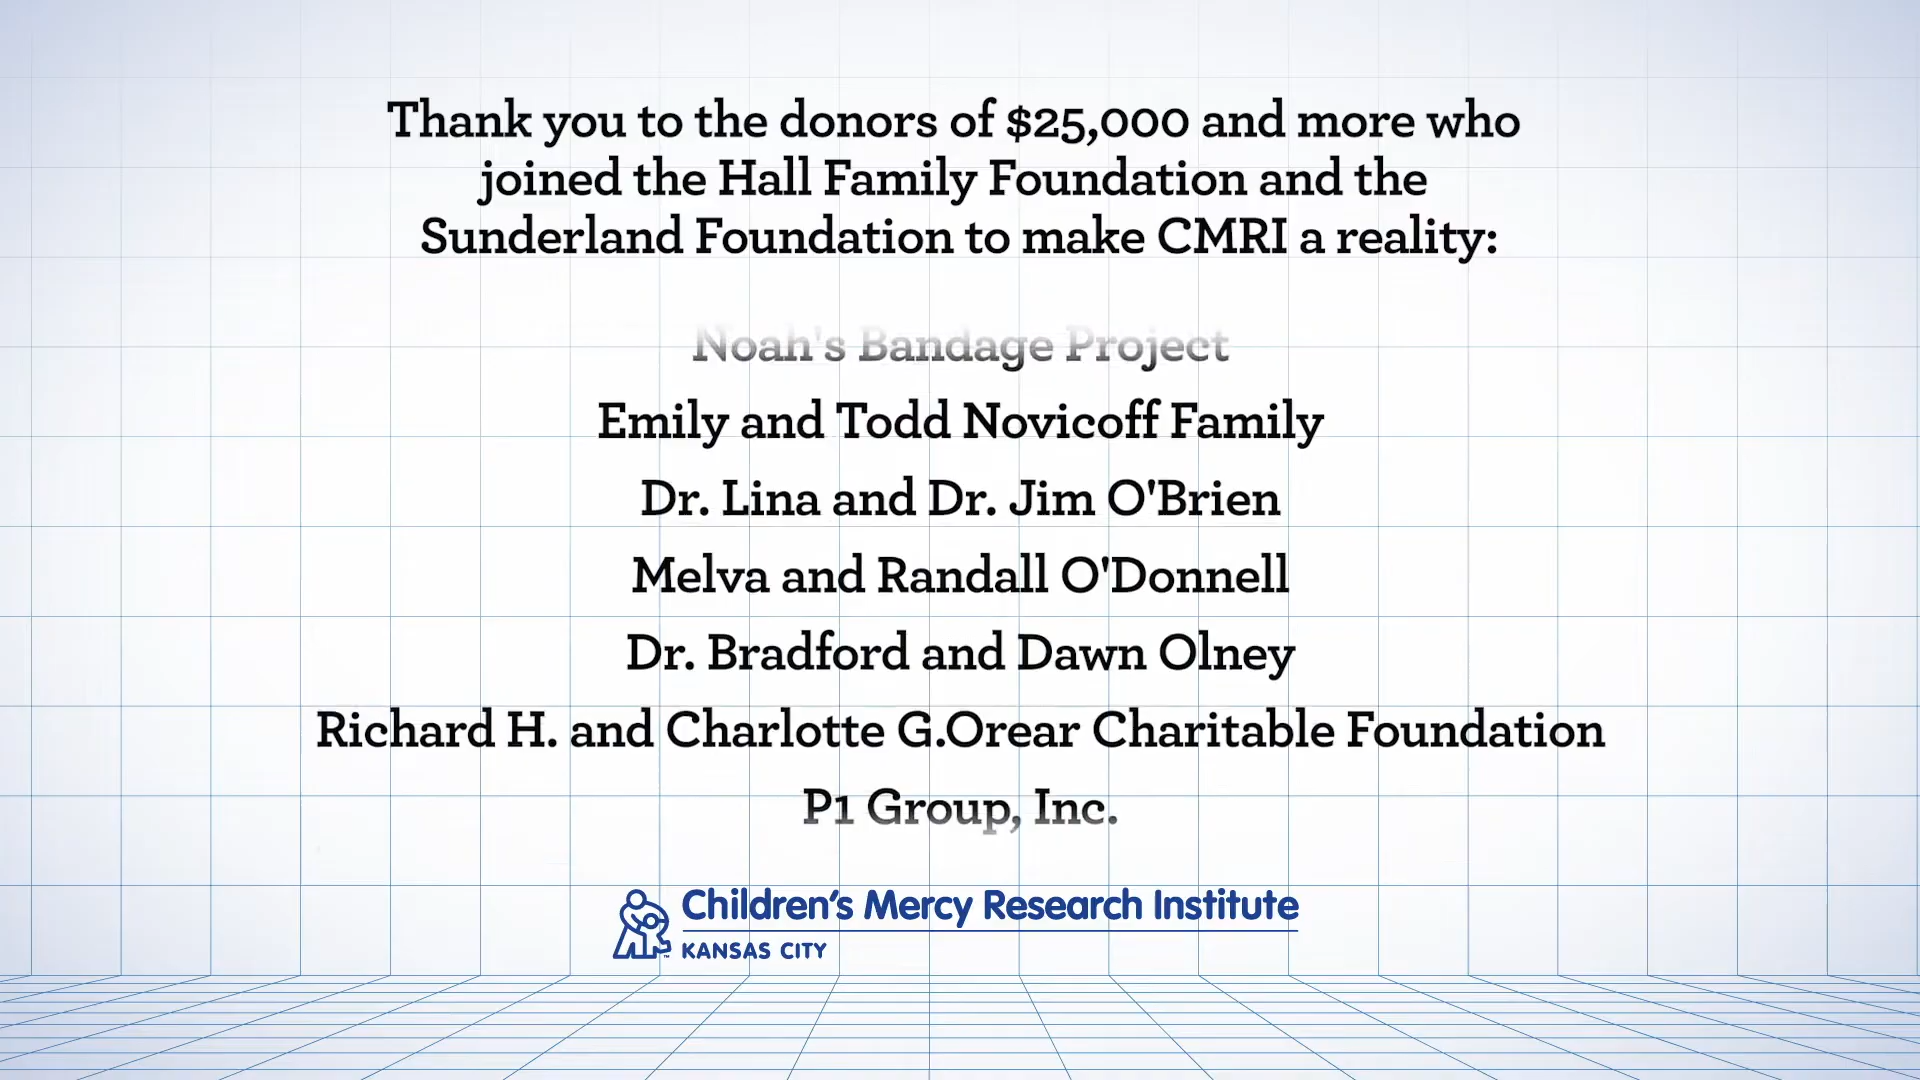 Thank you to the donors of $25,000 and more who
joined the Hall Family Foundation and the
Sunderland Foundation to make CMRI a reality:
Noah's Bandage Project
Emily and Todd Novicoff Family
Dr. Lina and Dr. Jim O'Brien
Melva and Randall O'Donnell
Dr. Bradford and Dawn Olney
Richard H. and Charlotte G.Orear Charitable Foundation
P1 Group, Inc.
Children's Mercy Research Institute
KANSAS CITY